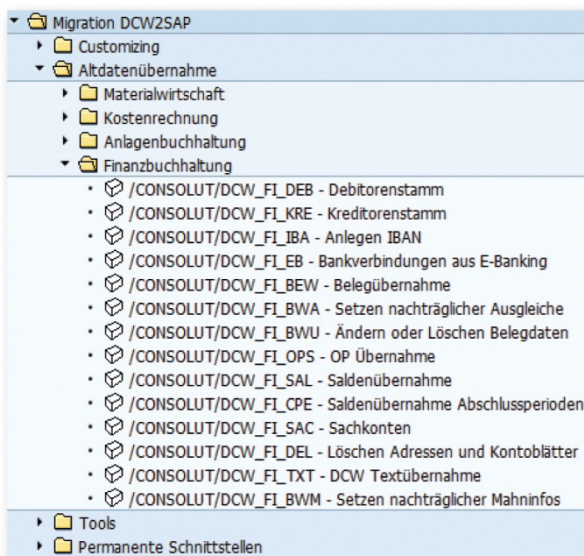 Migration DCW2SAP
Customizing
Altdatenübernahme
Materialwirtschaft
Kostenrechnung
Anlagenbuchhaltung
Finanzbuchhaltung
/CONSOLUT/DCW_FI_DEB - Debitorenstamm
/CONSOLUT/DCW_FI_KRE - Kreditorenstamm
/CONSOLUT/DCW_FI_IBA - Anlegen IBAN
/CONSOLUT/DCW_FI_EB - Bankverbindungen aus E-Banking
/CONSOLUT/DCW_FI_BEW - Belegübernahme
/CONSOLUT/DCW_FI_BWA - Setzen nachträglicher Ausgleiche
/CONSOLUT/DCW_FI_BWU - Ändern oder Löschen Belegdaten
/CONSOLUT/DCW_FI_OPS - OP Übernahme
/CONSOLUT/DCW_FI_SAL - Saldenübernahme
/CONSOLUT/DCW_FI_CPE - Saldenübernahme Abschlussperioden
/CONSOLUT/DCW_FI_SAC - Sachkonten
/CONSOLUT/DCW_FI_DEL - Löschen Adressen und Kontoblätter
/CONSOLUT/DCW_FI_TXT - DCW Textübernahme
/CONSOLUT/DCW_FI_BWM - Setzen nachträglicher Mahninfos
Tools
Permanente Schnittstellen